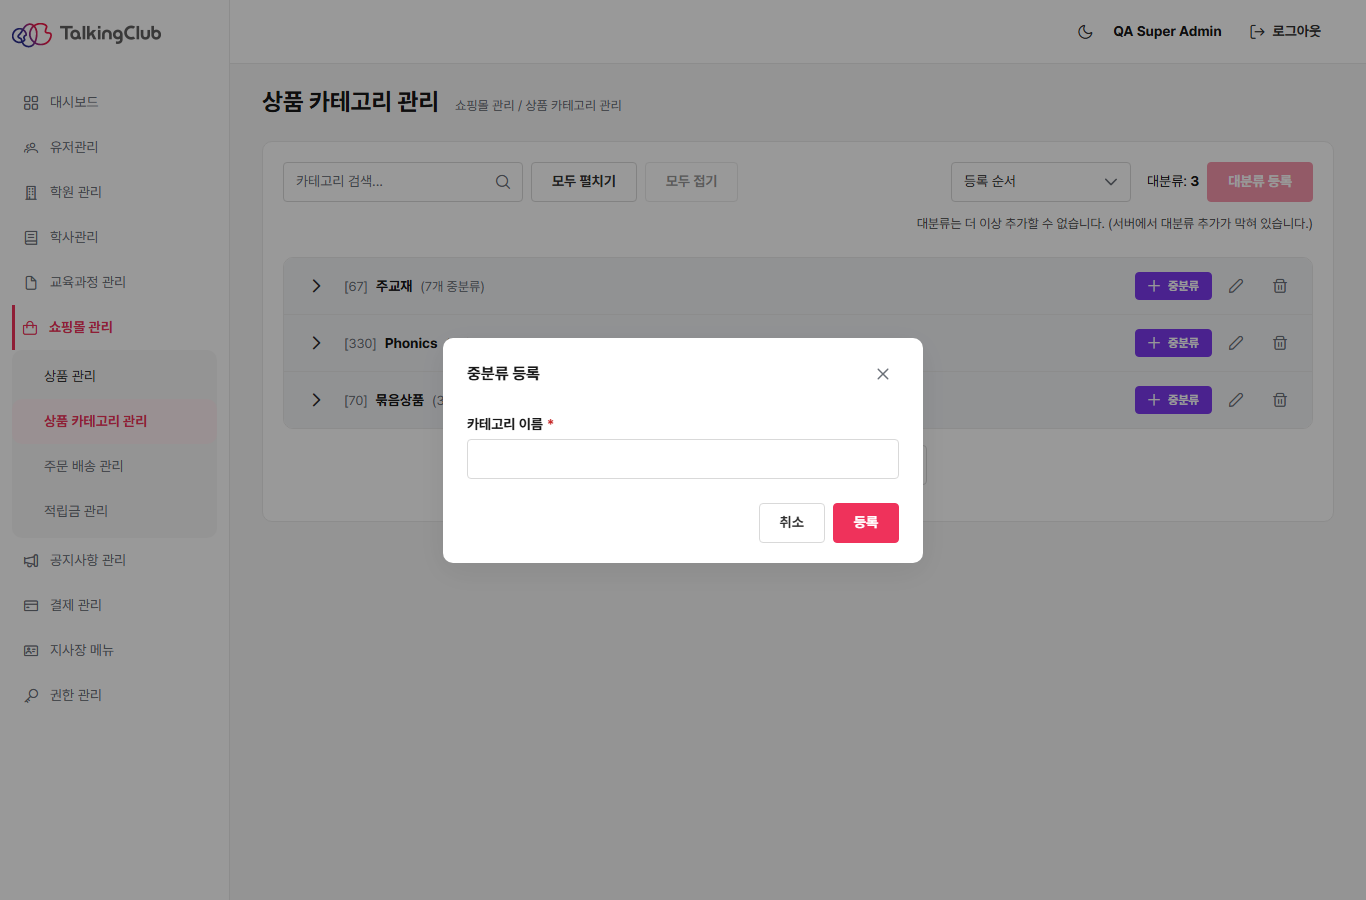 TalkingClub
QA Super Admin
로그아웃
대시보드
유저관리
학원 관리
학사관리
교육과정 관리
쇼핑몰 관리
상품 관리
상품 카테고리 관리
주문 배송 관리
적립금 관리
공지사항 관리
결제 관리
지사장 메뉴
권한 관리
상품 카테고리 관리
쇼핑몰 관리 / 상품 카테고리 관리
카테고리 검색...
모두 펼치기
모두 접기
등록 순서
대분류: 3
대분류 등록
대분류는 더 이상 추가할 수 없습니다. (서버에서 대분류 추가가 막혀 있습니다.)
[67] 주교재 (7개 중분류)
중분류
[330] Phonics
중분류
[70] 묶음상품 (3
중분류
중분류 등록
카테고리 이름 *
취소
등록